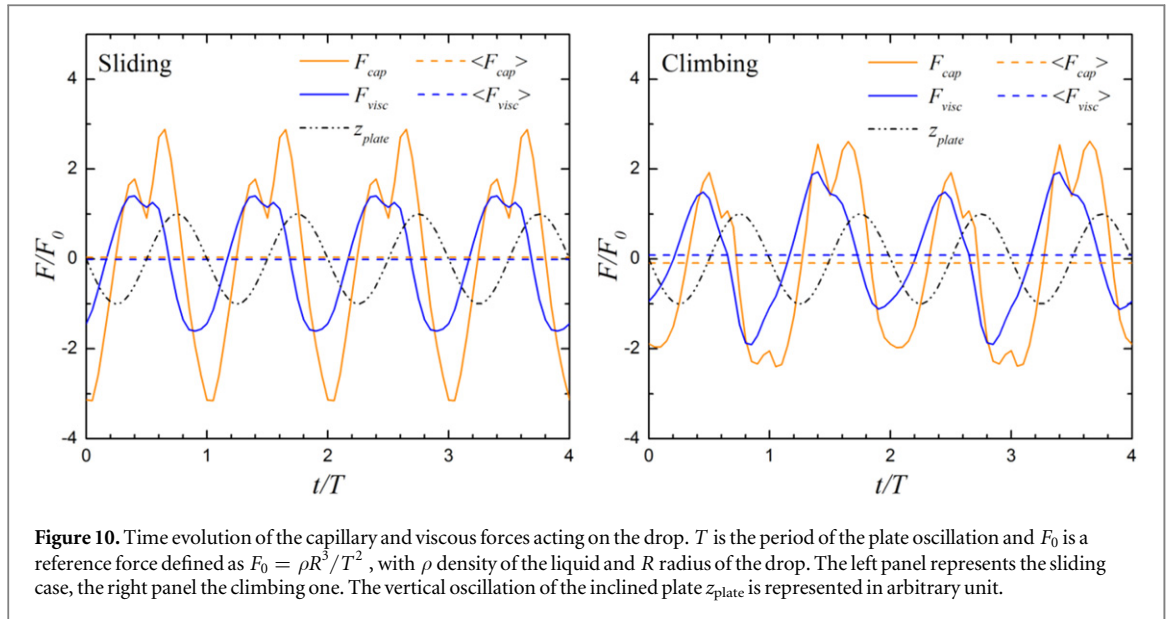 Sliding
F_cap
<F_cap>
F_visc
<F_visc>
z_plate
4
2
0
-2
-4
F/F_0
0
1
2
3
4
t/T
Climbing
F_cap
<F_cap>
F_visc
<F_visc>
z_plate
4
2
0
-2
-4
F/F_0
0
1
2
3
4
t/T
Figure 10. Time evolution of the capillary and viscous forces acting on the drop. T is the period of the plate oscillation and F_0 is a
reference force defined as F_0 = ρR^3/T^2 , with ρ density of the liquid and R radius of the drop. The left panel represents the sliding
case, the right panel the climbing one. The vertical oscillation of the inclined plate z_plate is represented in arbitrary unit.